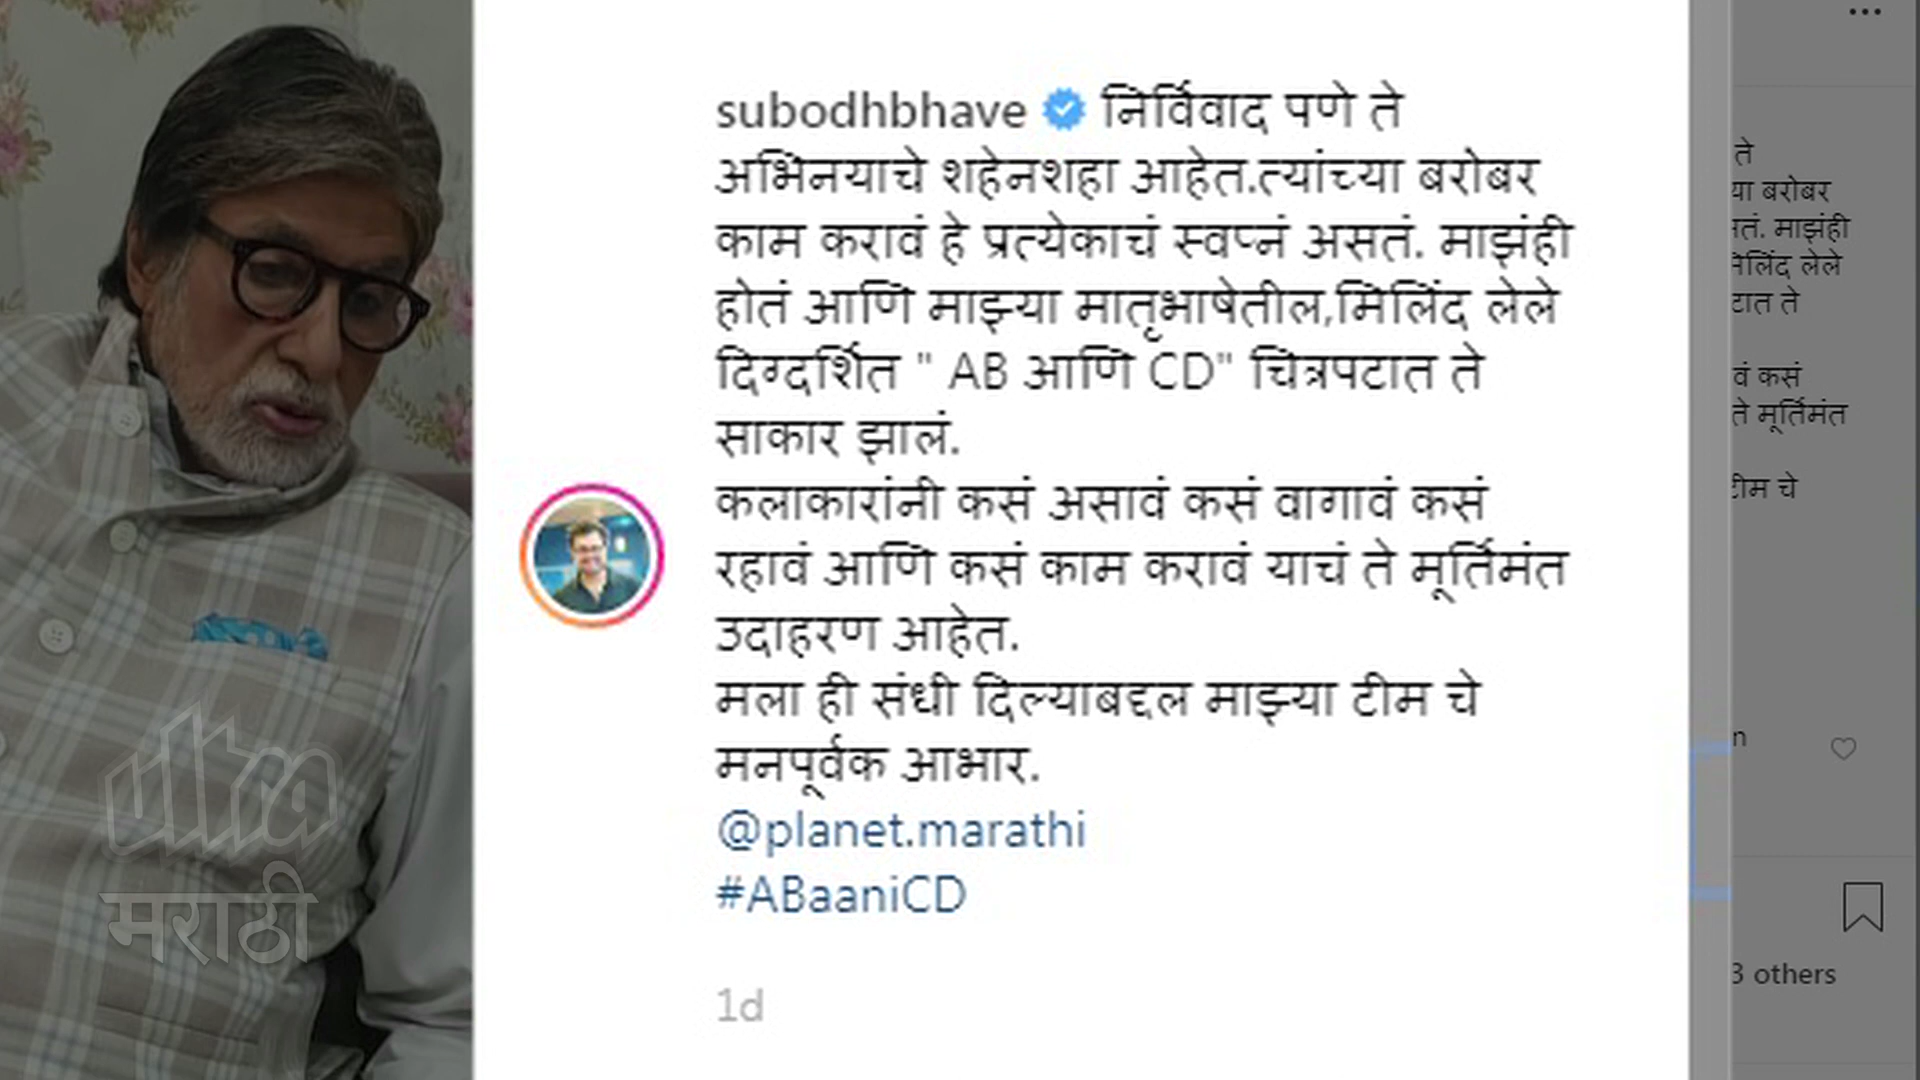 subodhbhave निर्विवाद पणे ते
अभिनयाचे शहेनशहा आहेत.त्यांच्या बरोबर
काम करावं हे प्रत्येकाचं स्वप्नं असतं. माझंही
होतं आणि माझ्या मातृभाषेतील,मिलिंद लेले
दिग्दर्शित " AB आणि CD" चित्रपटात ते
साकार झालं.
कलाकारांनी कसं असावं कसं वागावं कसं
रहावं आणि कसं काम करावं याचं ते मूर्तिमंत
उदाहरण आहेत.
मला ही संधी दिल्याबद्दल माझ्या टीम चे
मनपूर्वक आभार.
@planet.marathi
#ABaaniCD
1d
ultra
मराठी
ते
बरोबर
माझंही
लेले
ते
कसं
ते मूर्तिमंत
चे
3 others